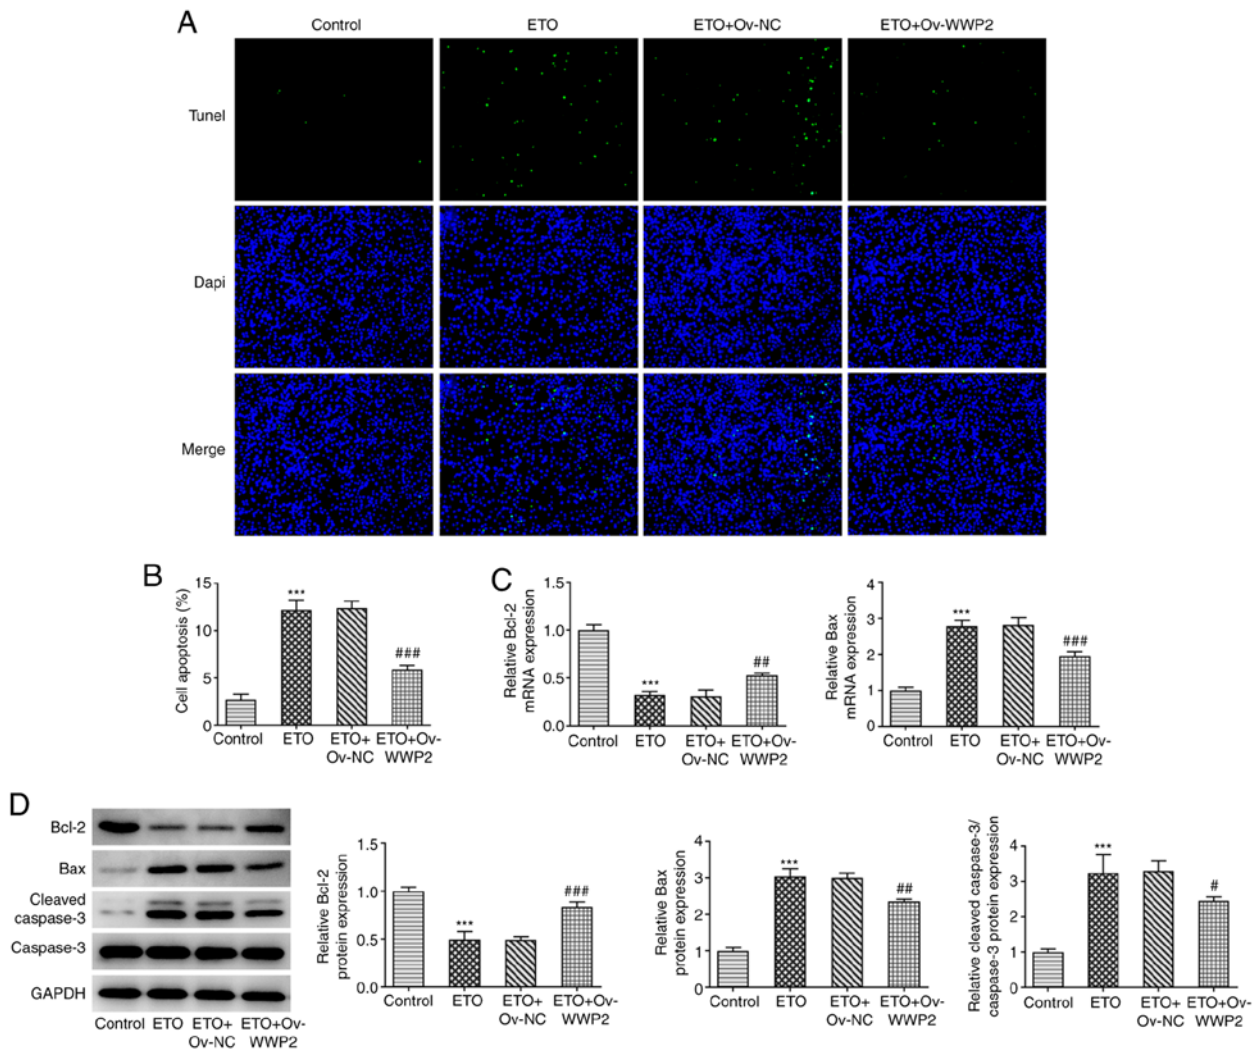 A
Control
ETO
ETO+Ov-NC
ETO+Ov-WWP2
Tunel
Dapi
Merge
B
Cell apoptosis (%)
15
10
5
0
***
###
Control
ETO
ETO+
Ov-NC
ETO+Ov-
WWP2
C
Relative Bcl-2
mRNA expression
1.5
1.0
0.5
0.0
***
##
Control
ETO
ETO+
Ov-NC
ETO+Ov-
WWP2
Relative Bax
mRNA expression
4
3
2
1
0
***
###
Control
ETO
ETO+
Ov-NC
ETO+Ov-
WWP2
D
Bcl-2
Bax
Cleaved
caspase-3
Caspase-3
GAPDH
Control
ETO
ETO+
Ov-NC
ETO+Ov-
WWP2
Relative Bcl-2
protein expression
1.5
1.0
0.5
0.0
***
###
Control
ETO
ETO+
Ov-NC
ETO+Ov-
WWP2
Relative Bax
protein expression
4
3
2
1
0
***
##
Control
ETO
ETO+
Ov-NC
ETO+Ov-
WWP2
Relative cleaved caspase-3/
caspase-3 protein expression
4
3
2
1
0
***
#
Control
ETO
ETO+
Ov-NC
ETO+Ov-
WWP2